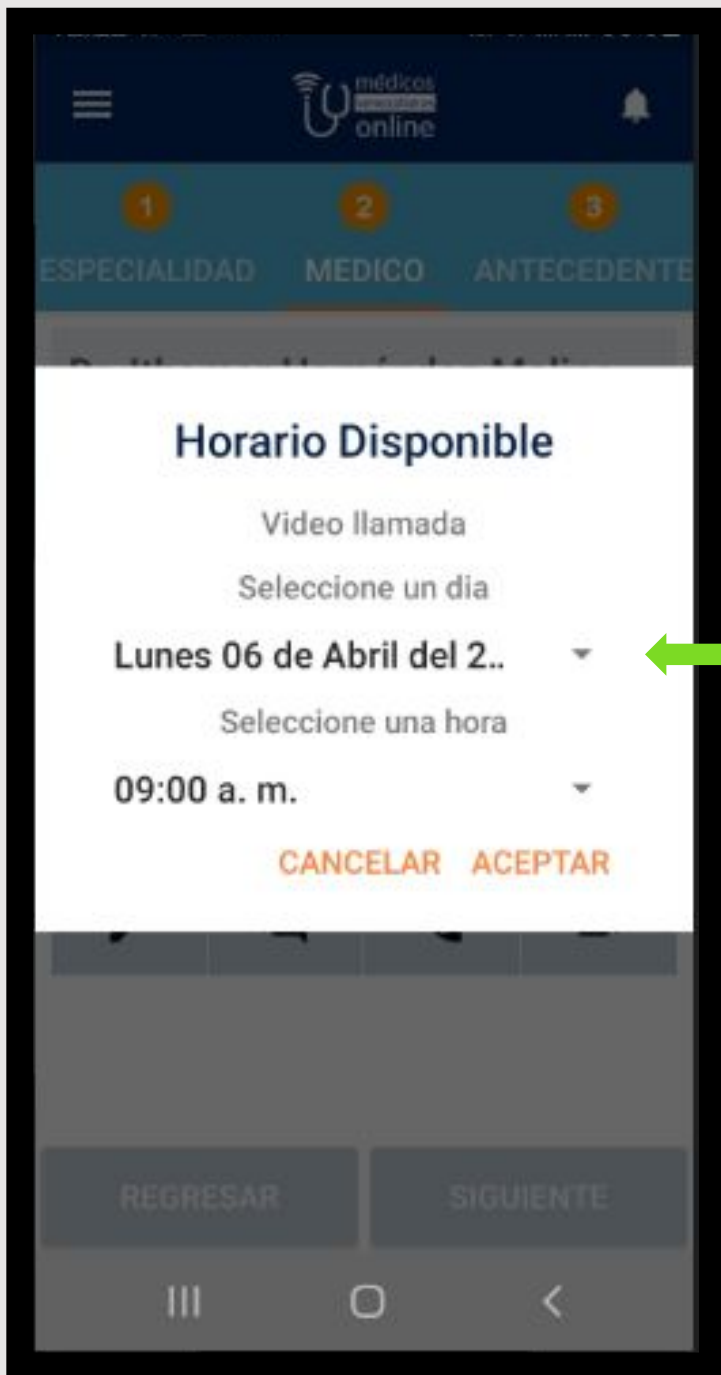 médicos
online
1
2
3
ESPECIALIDAD
MEDICO
ANTECEDENTE
Horario Disponible
Video llamada
Seleccione un dia
Lunes 06 de Abril del 2..
Seleccione una hora
09:00 a. m.
CANCELAR ACEPTAR
REGRESAR
SIGUIENTE